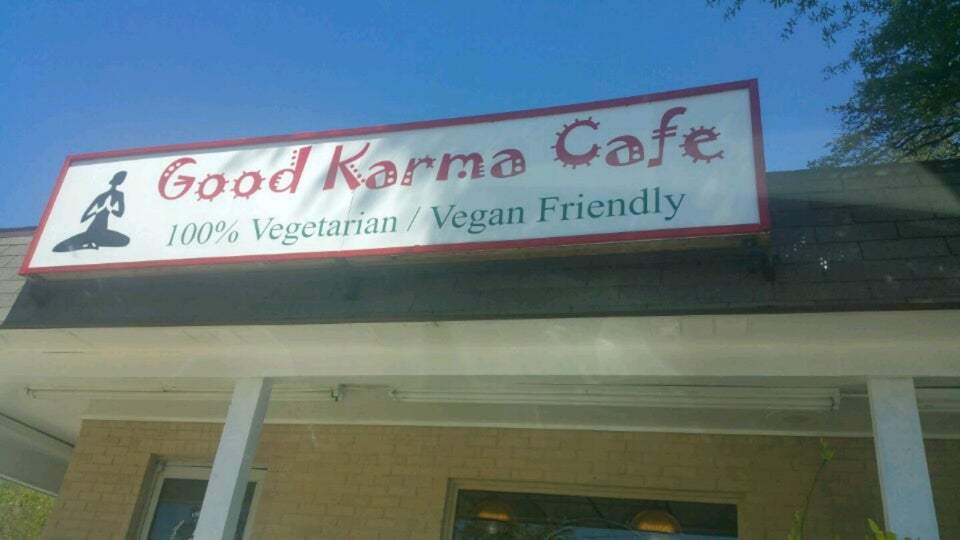 Good Karma Cafe
100% Vegetarian / Vegan Friendly